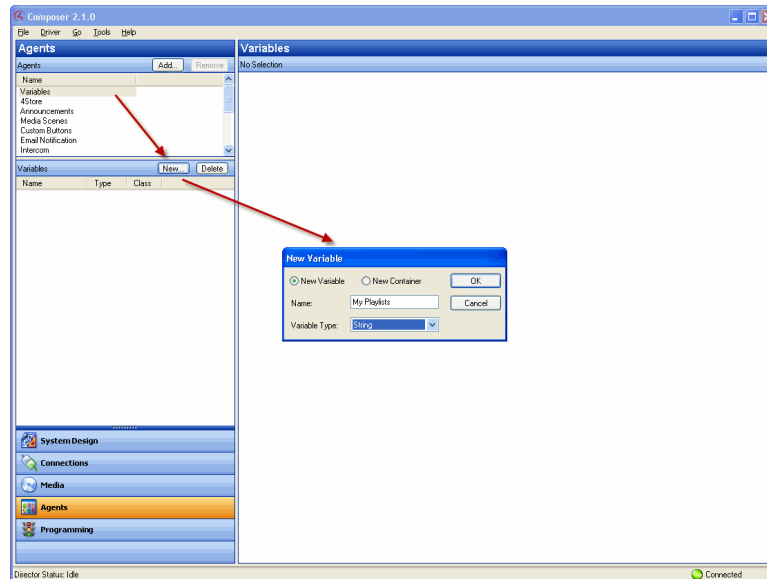 Composer 2.1.0
File Driver Go Tools Help
Agents
Agents Add... Remove
Name
Variables
4Store
Announcements
Media Scenes
Custom Buttons
Email Notification
Intercom
Variables New... Delete
Name Type Class
System Design
Connections
Media
Agents
Programming
Variables
No Selection
New Variable
New Variable New Container OK
Name: My Playlists Cancel
Variable Type: String
Director Status: Idle
Connected